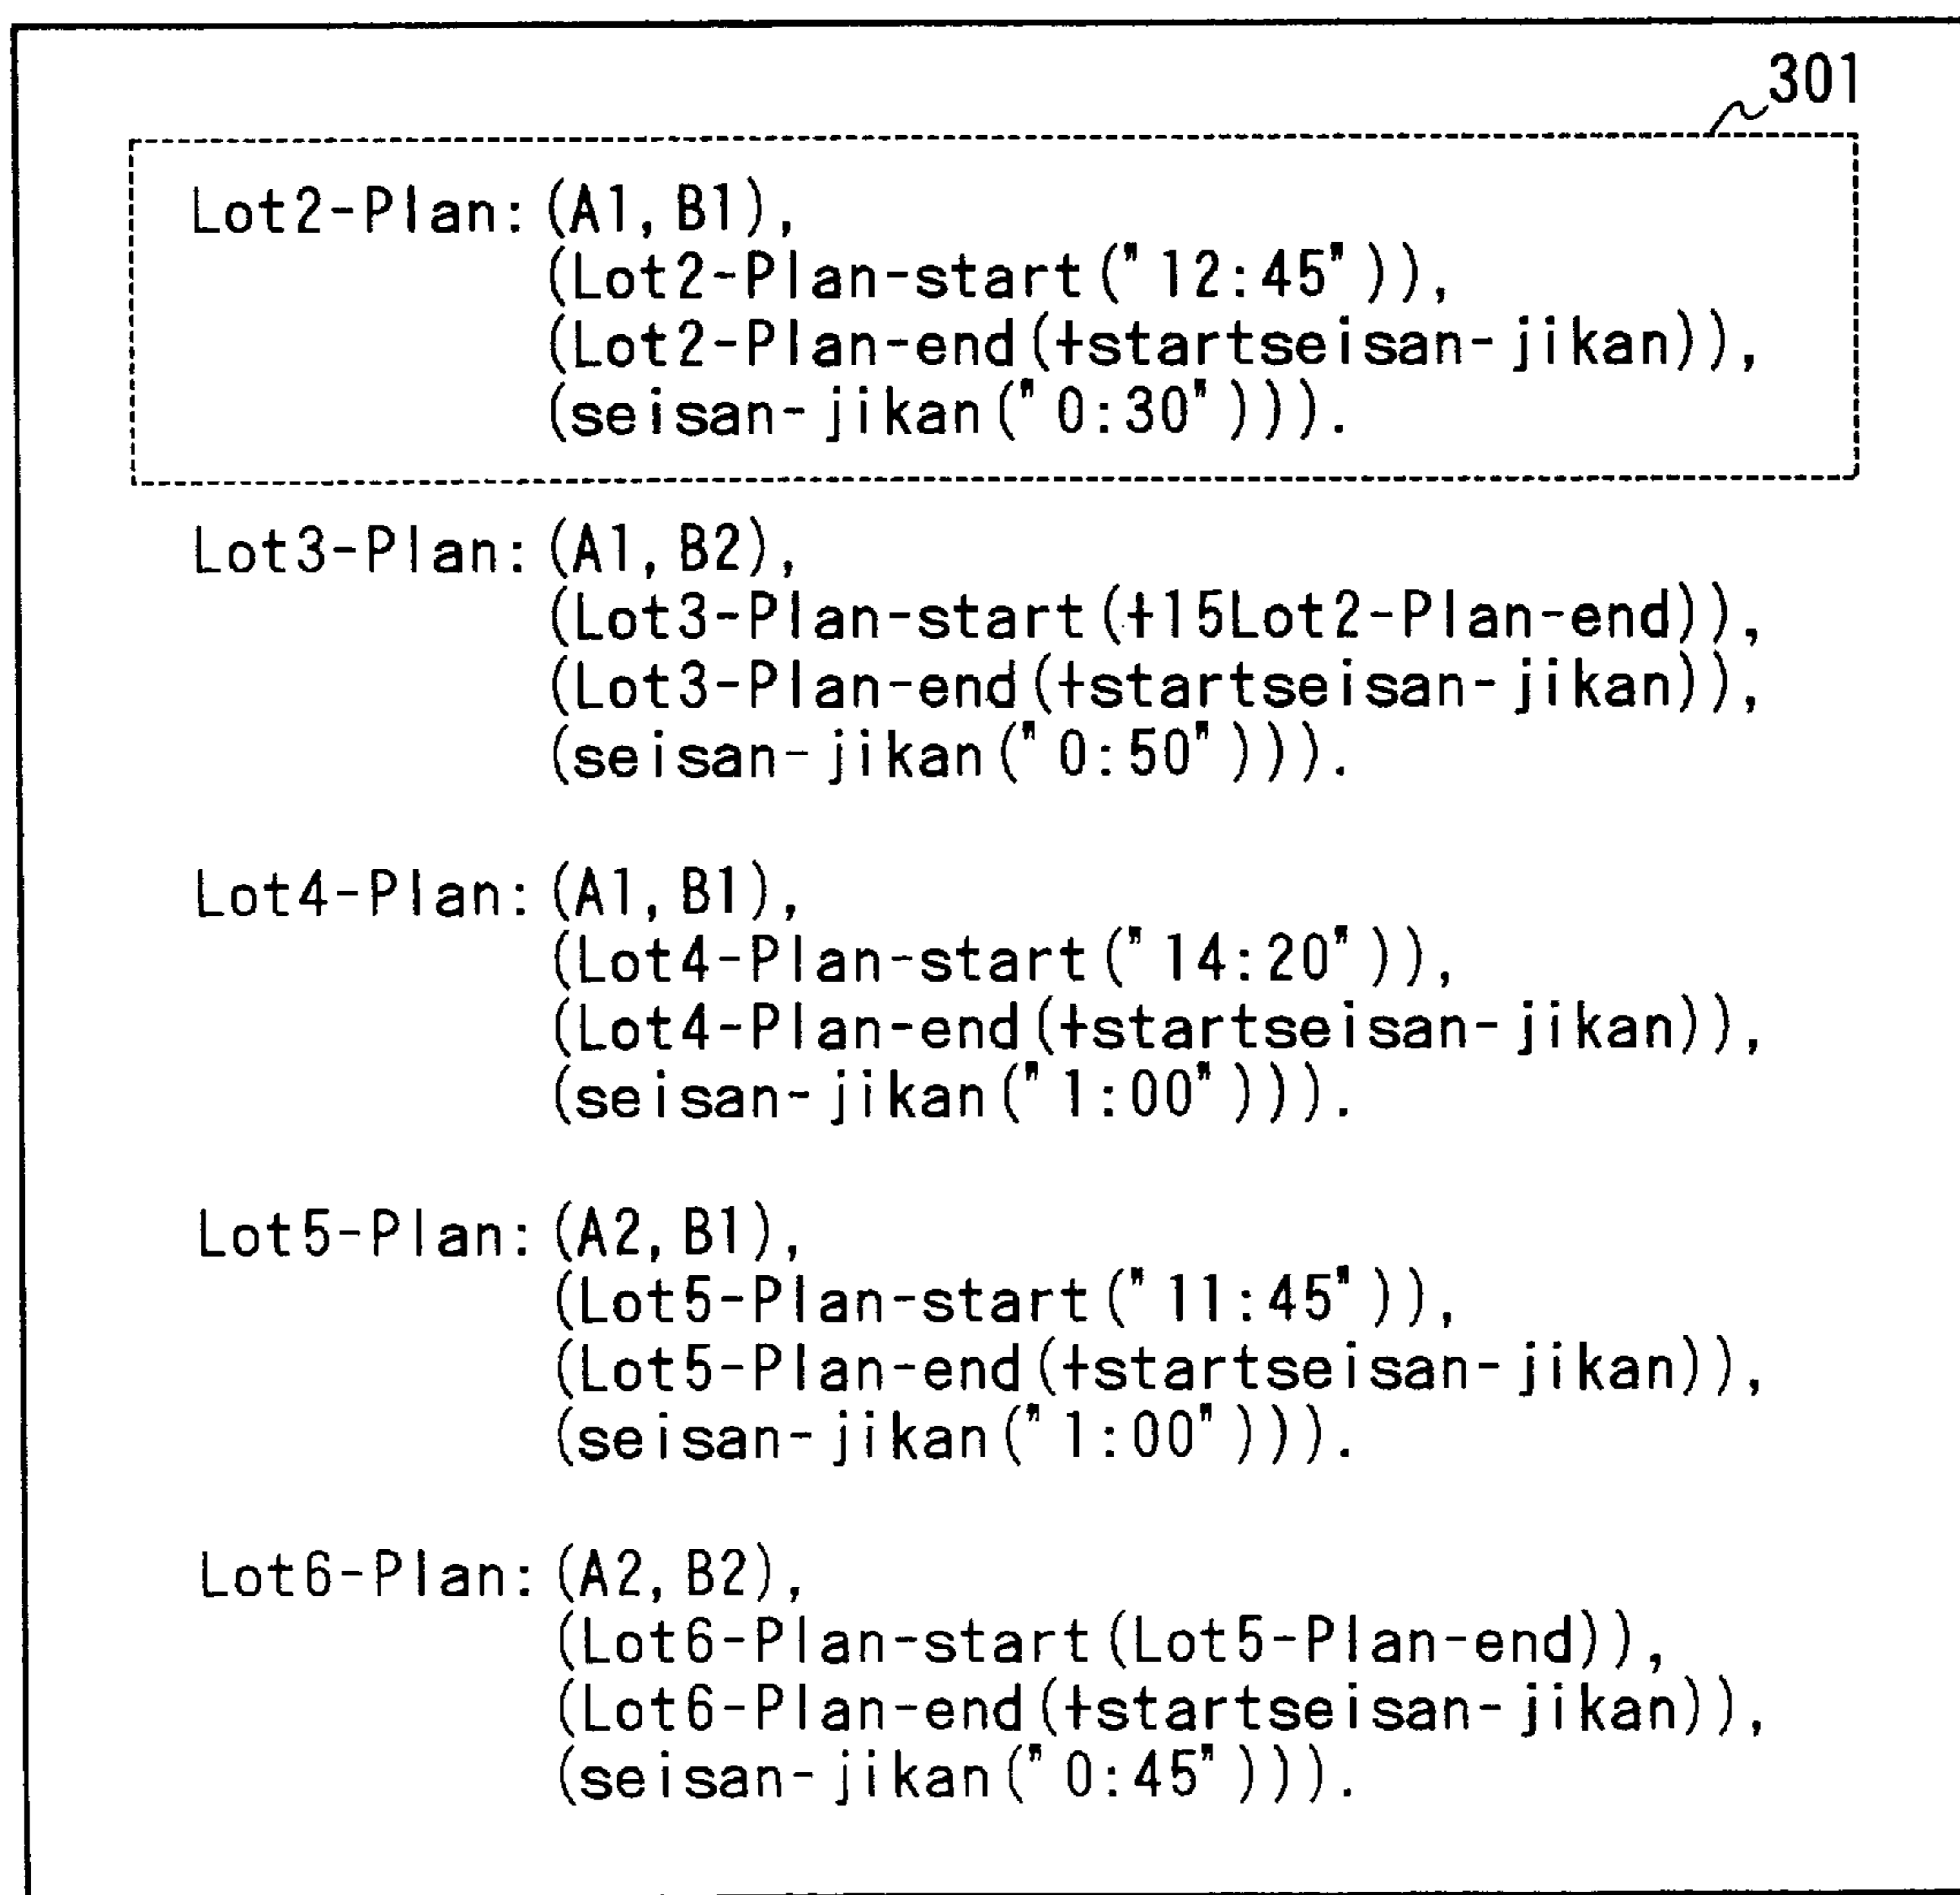 301
Lot2-Plan:(A1,B1),
(Lot2-Plan-start("12:45")),
(Lot2-Plan-end(+startseisan-jikan)),
(seisan-jikan("0:30"))).
Lot3-Plan:(A1,B2),
(Lot3-Plan-start(+15Lot2-Plan-end)),
(Lot3-Plan-end(+startseisan-jikan)),
(seisan-jikan("0:50"))).
Lot4-Plan:(A1,B1),
(Lot4-Plan-start("14:20")),
(Lot4-Plan-end(+startseisan-jikan)),
(seisan-jikan("1:00"))).
Lot5-Plan:(A2,B1),
(Lot5-Plan-start("11:45")),
(Lot5-Plan-end(+startseisan-jikan)),
(seisan-jikan("1:00"))).
Lot6-Plan:(A2,B2),
(Lot6-Plan-start(Lot5-Plan-end)),
(Lot6-Plan-end(+startseisan-jikan)),
(seisan-jikan("0:45"))).